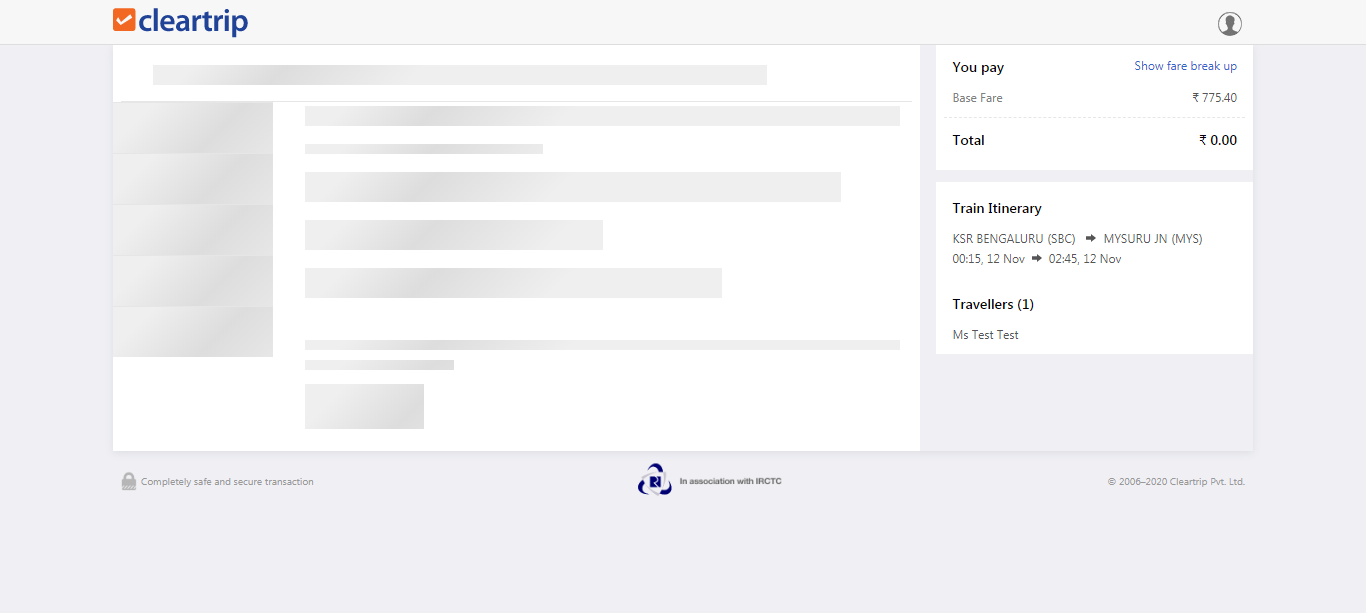 cleartrip
You pay
Show fare break up
Base Fare
₹ 775.40
Total
₹ 0.00
Train Itinerary
KSR BENGALURU (SBC) ➡ MYSURU JN (MYS)
00:15, 12 Nov ➡ 02:45, 12 Nov
Travellers (1)
Ms Test Test
Completely safe and secure transaction
In association with IRCTC
© 2006–2020 Cleartrip Pvt. Ltd.